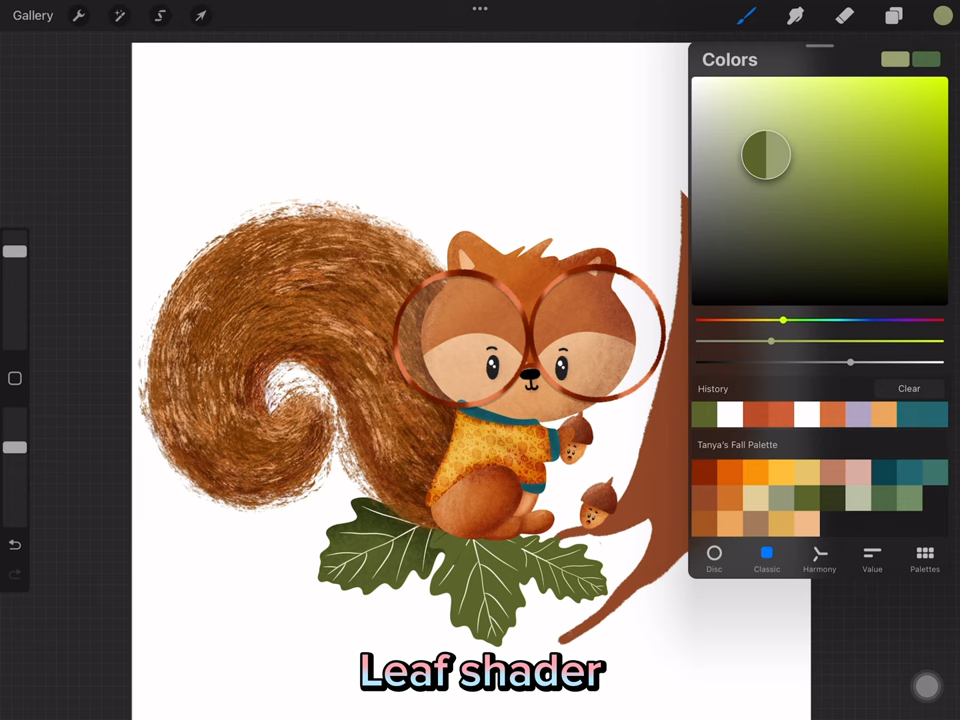 Gallery
Colors
History
Clear
Tanya's Fall Palette
Disc
Classic
Harmony
Value
Palettes
Leaf shader